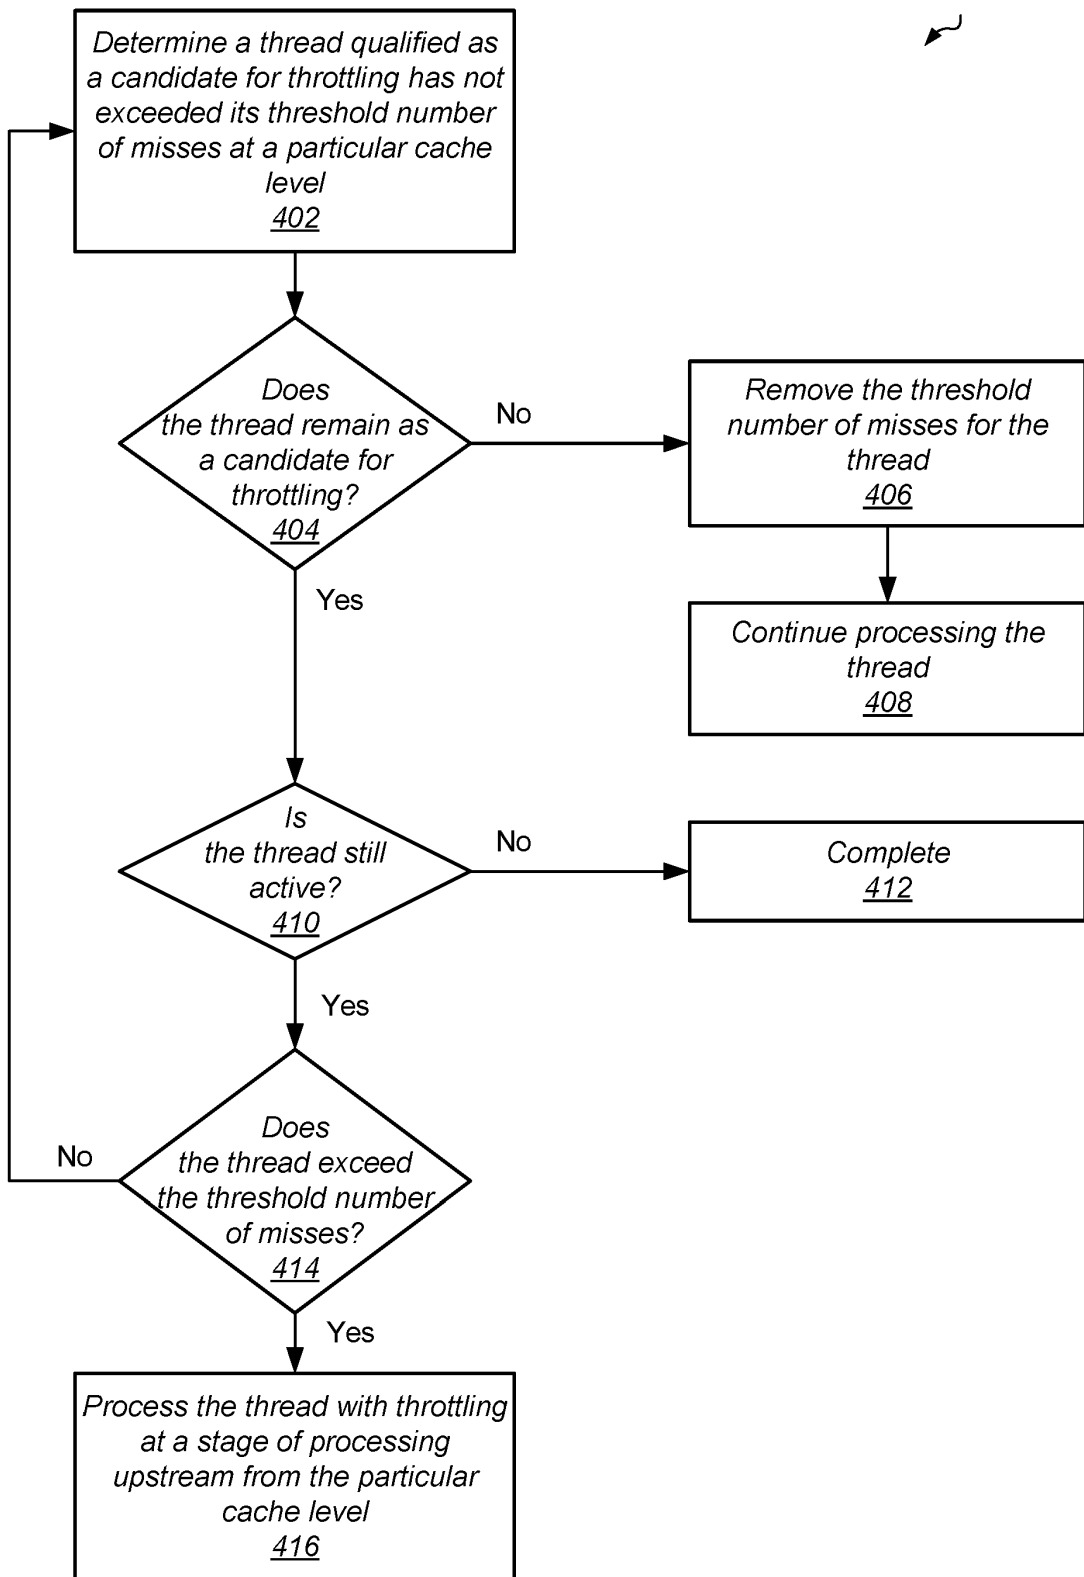 Determine a thread qualified as
a candidate for throttling has not
exceeded its threshold number
of misses at a particular cache
level
402
Does
the thread remain as
a candidate for
throttling?
404
No
Remove the threshold
number of misses for the
thread
406
Yes
Continue processing the
thread
408
Is
the thread still
active?
410
No
Complete
412
Yes
Does
the thread exceed
the threshold number
of misses?
414
No
Yes
Process the thread with throttling
at a stage of processing
upstream from the particular
cache level
416